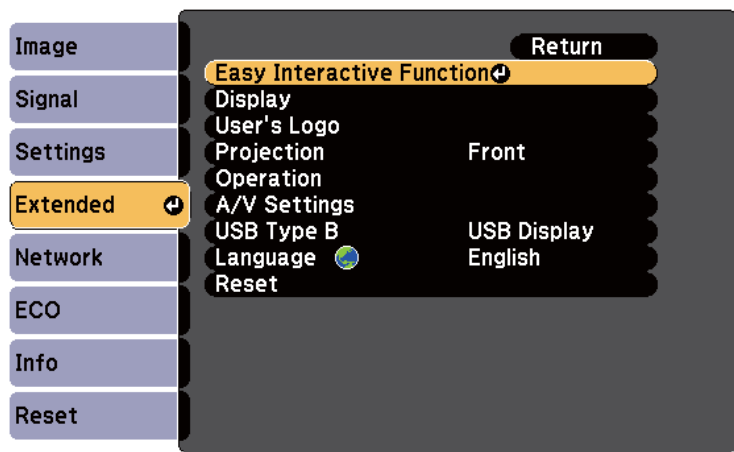 Image
Signal
Settings
Extended
Network
ECO
Info
Reset
Return
Easy Interactive Function
Display
User's Logo
Projection Front
Operation
A/V Settings
USB Type B USB Display
Language English
Reset